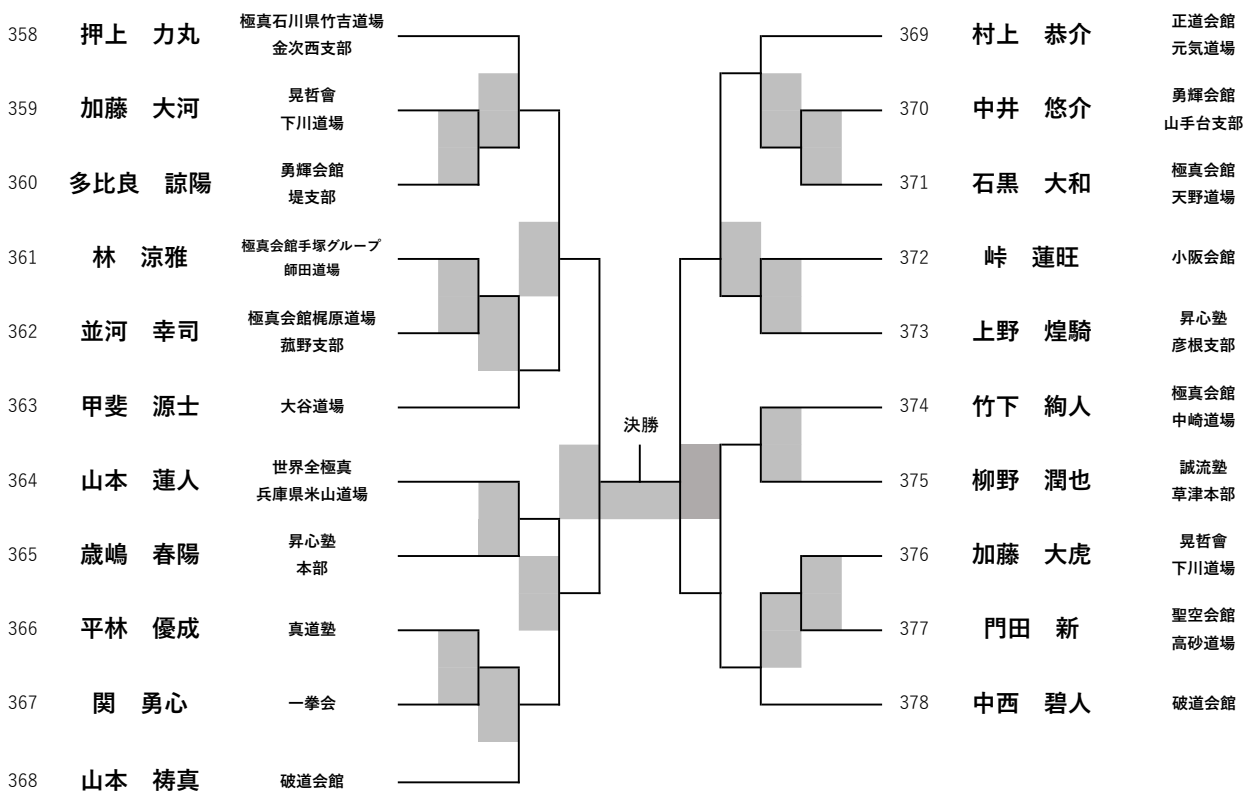 358 押上　力丸 極真石川県竹吉道場
金次西支部
359 加藤　大河 晃哲會
下川道場
360 多比良　諒陽 勇輝会館
堤支部
361 林　涼雅 極真会館手塚グループ
師田道場
362 並河　幸司 極真会館梶原道場
菰野支部
363 甲斐　源士 大谷道場
364 山本　蓮人 世界全極真
兵庫県米山道場
365 歳嶋　春陽 昇心塾
本部
366 平林　優成 真道塾
367 関　勇心 一拳会
368 山本　祷真 破道会館
決勝
369 村上　恭介 正道会館
元気道場
370 中井　悠介 勇輝会館
山手台支部
371 石黒　大和 極真会館
天野道場
372 峠　蓮旺 小阪会館
373 上野　煌騎 昇心塾
彦根支部
374 竹下　絢人 極真会館
中崎道場
375 柳野　潤也 誠流塾
草津本部
376 加藤　大虎 晃哲會
下川道場
377 門田　新 聖空会館
高砂道場
378 中西　碧人 破道会館